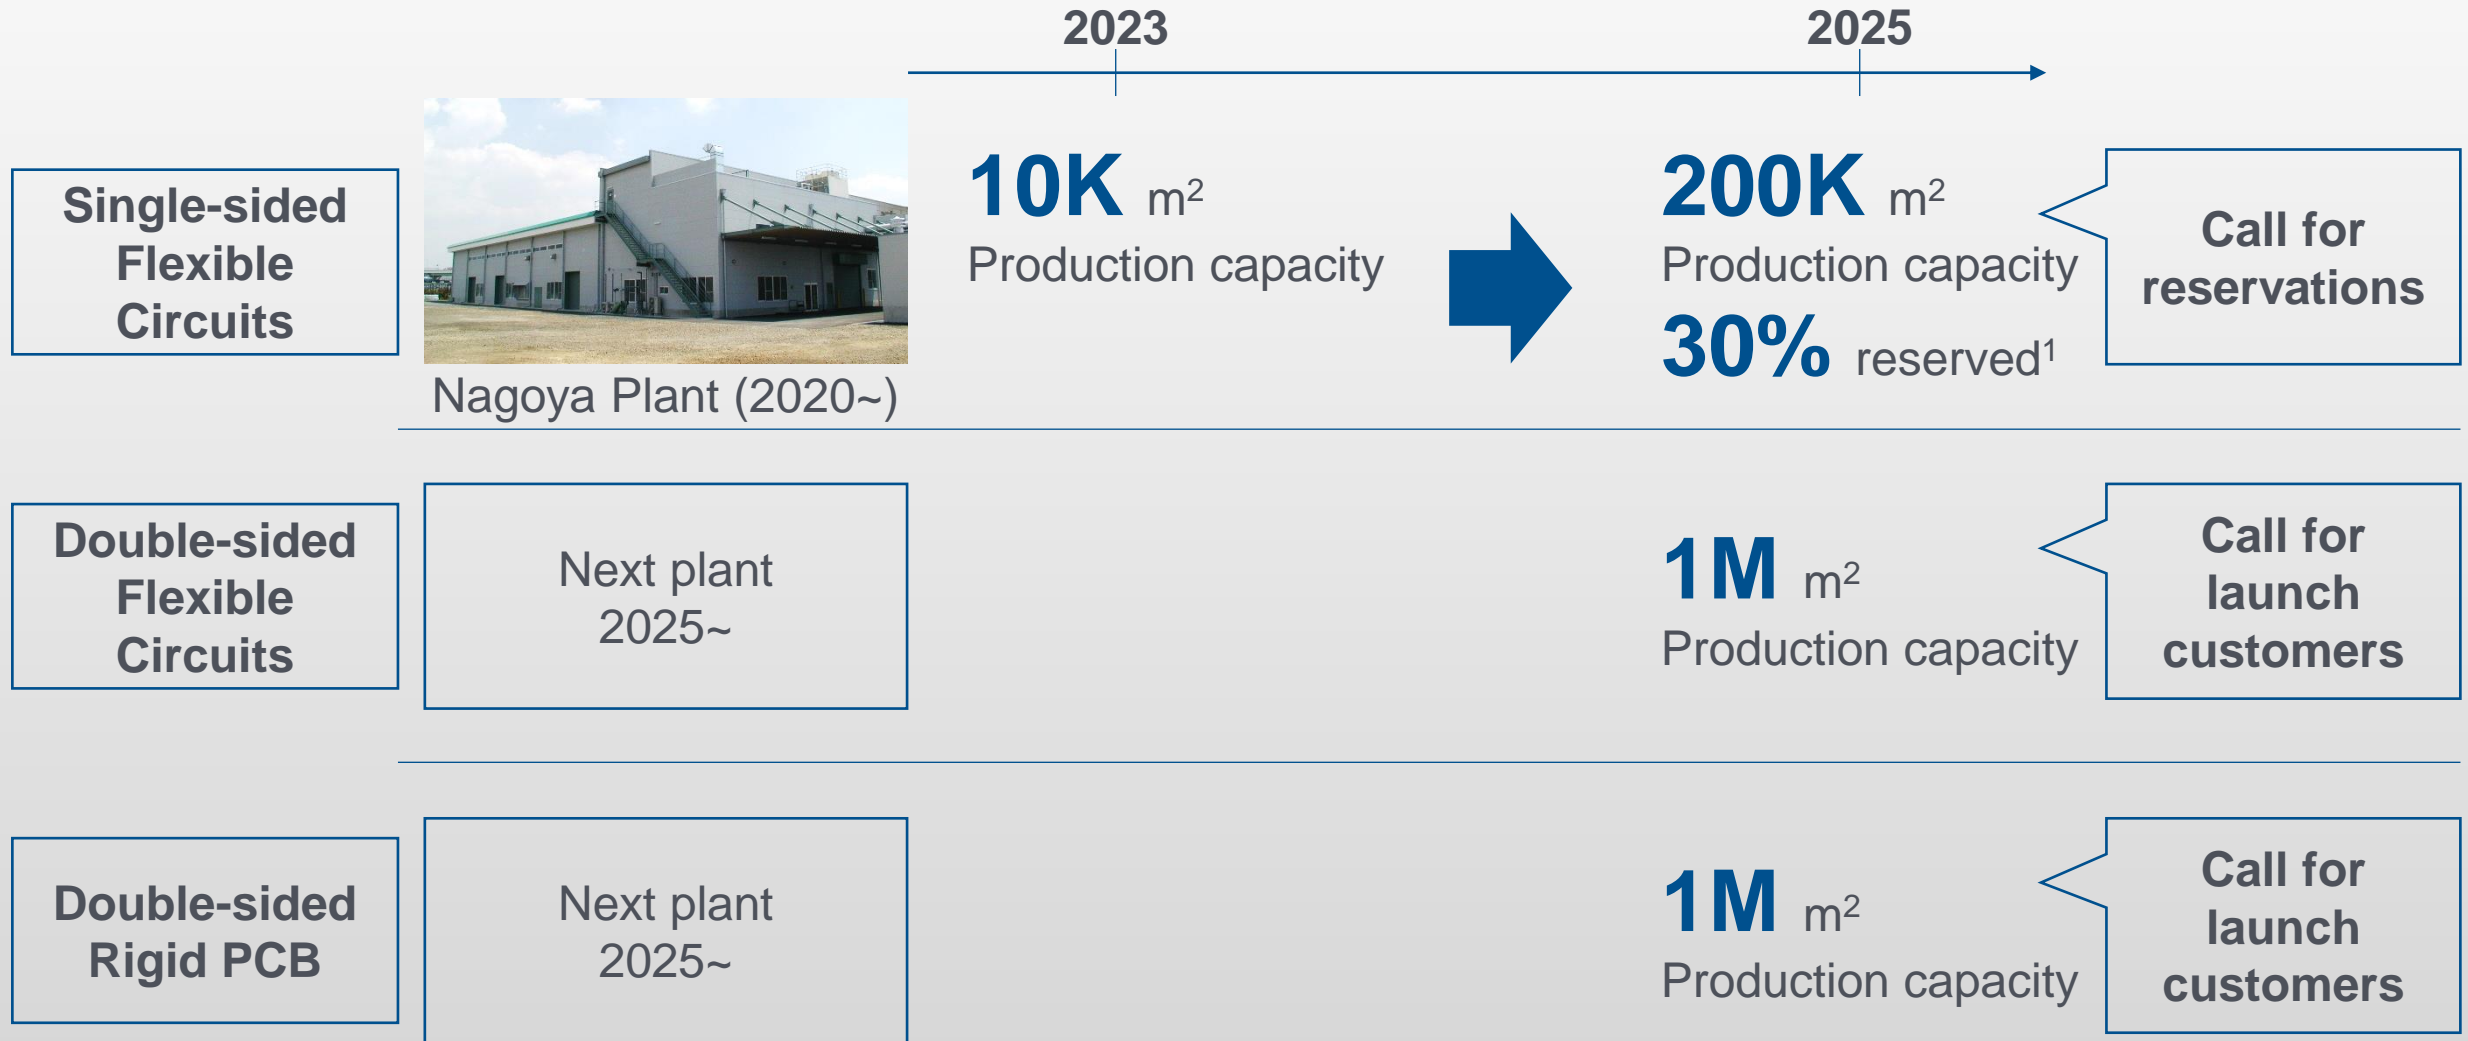 2023
2025
Single-sided
Flexible
Circuits
Nagoya Plant (2020~)
10K m²
Production capacity
200K m²
Production capacity
30% reserved¹
Call for
reservations
Double-sided
Flexible
Circuits
Next plant
2025~
1M m²
Production capacity
Call for
launch
customers
Double-sided
Rigid PCB
Next plant
2025~
1M m²
Production capacity
Call for
launch
customers